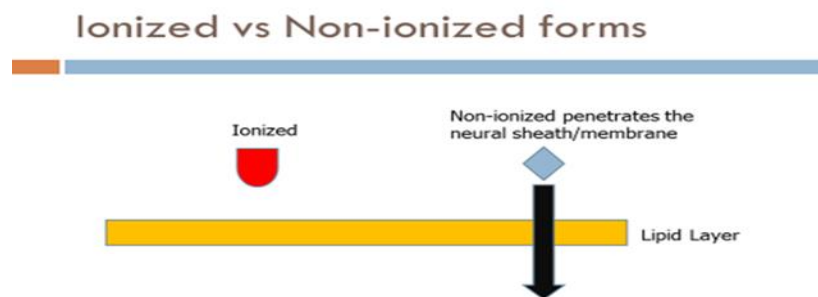 Ionized vs Non-ionized forms
Ionized
Non-ionized penetrates the
neural sheath/membrane
Lipid Layer